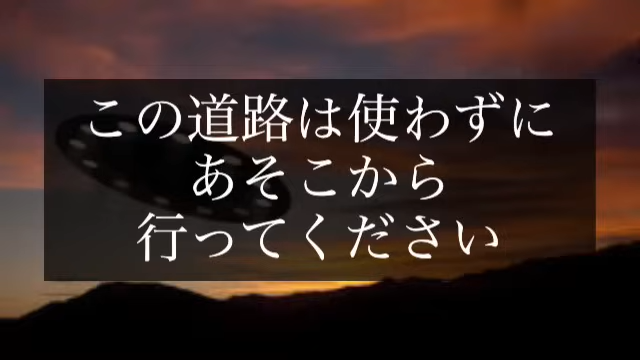 この道路は使わずに
あそこから
行ってください